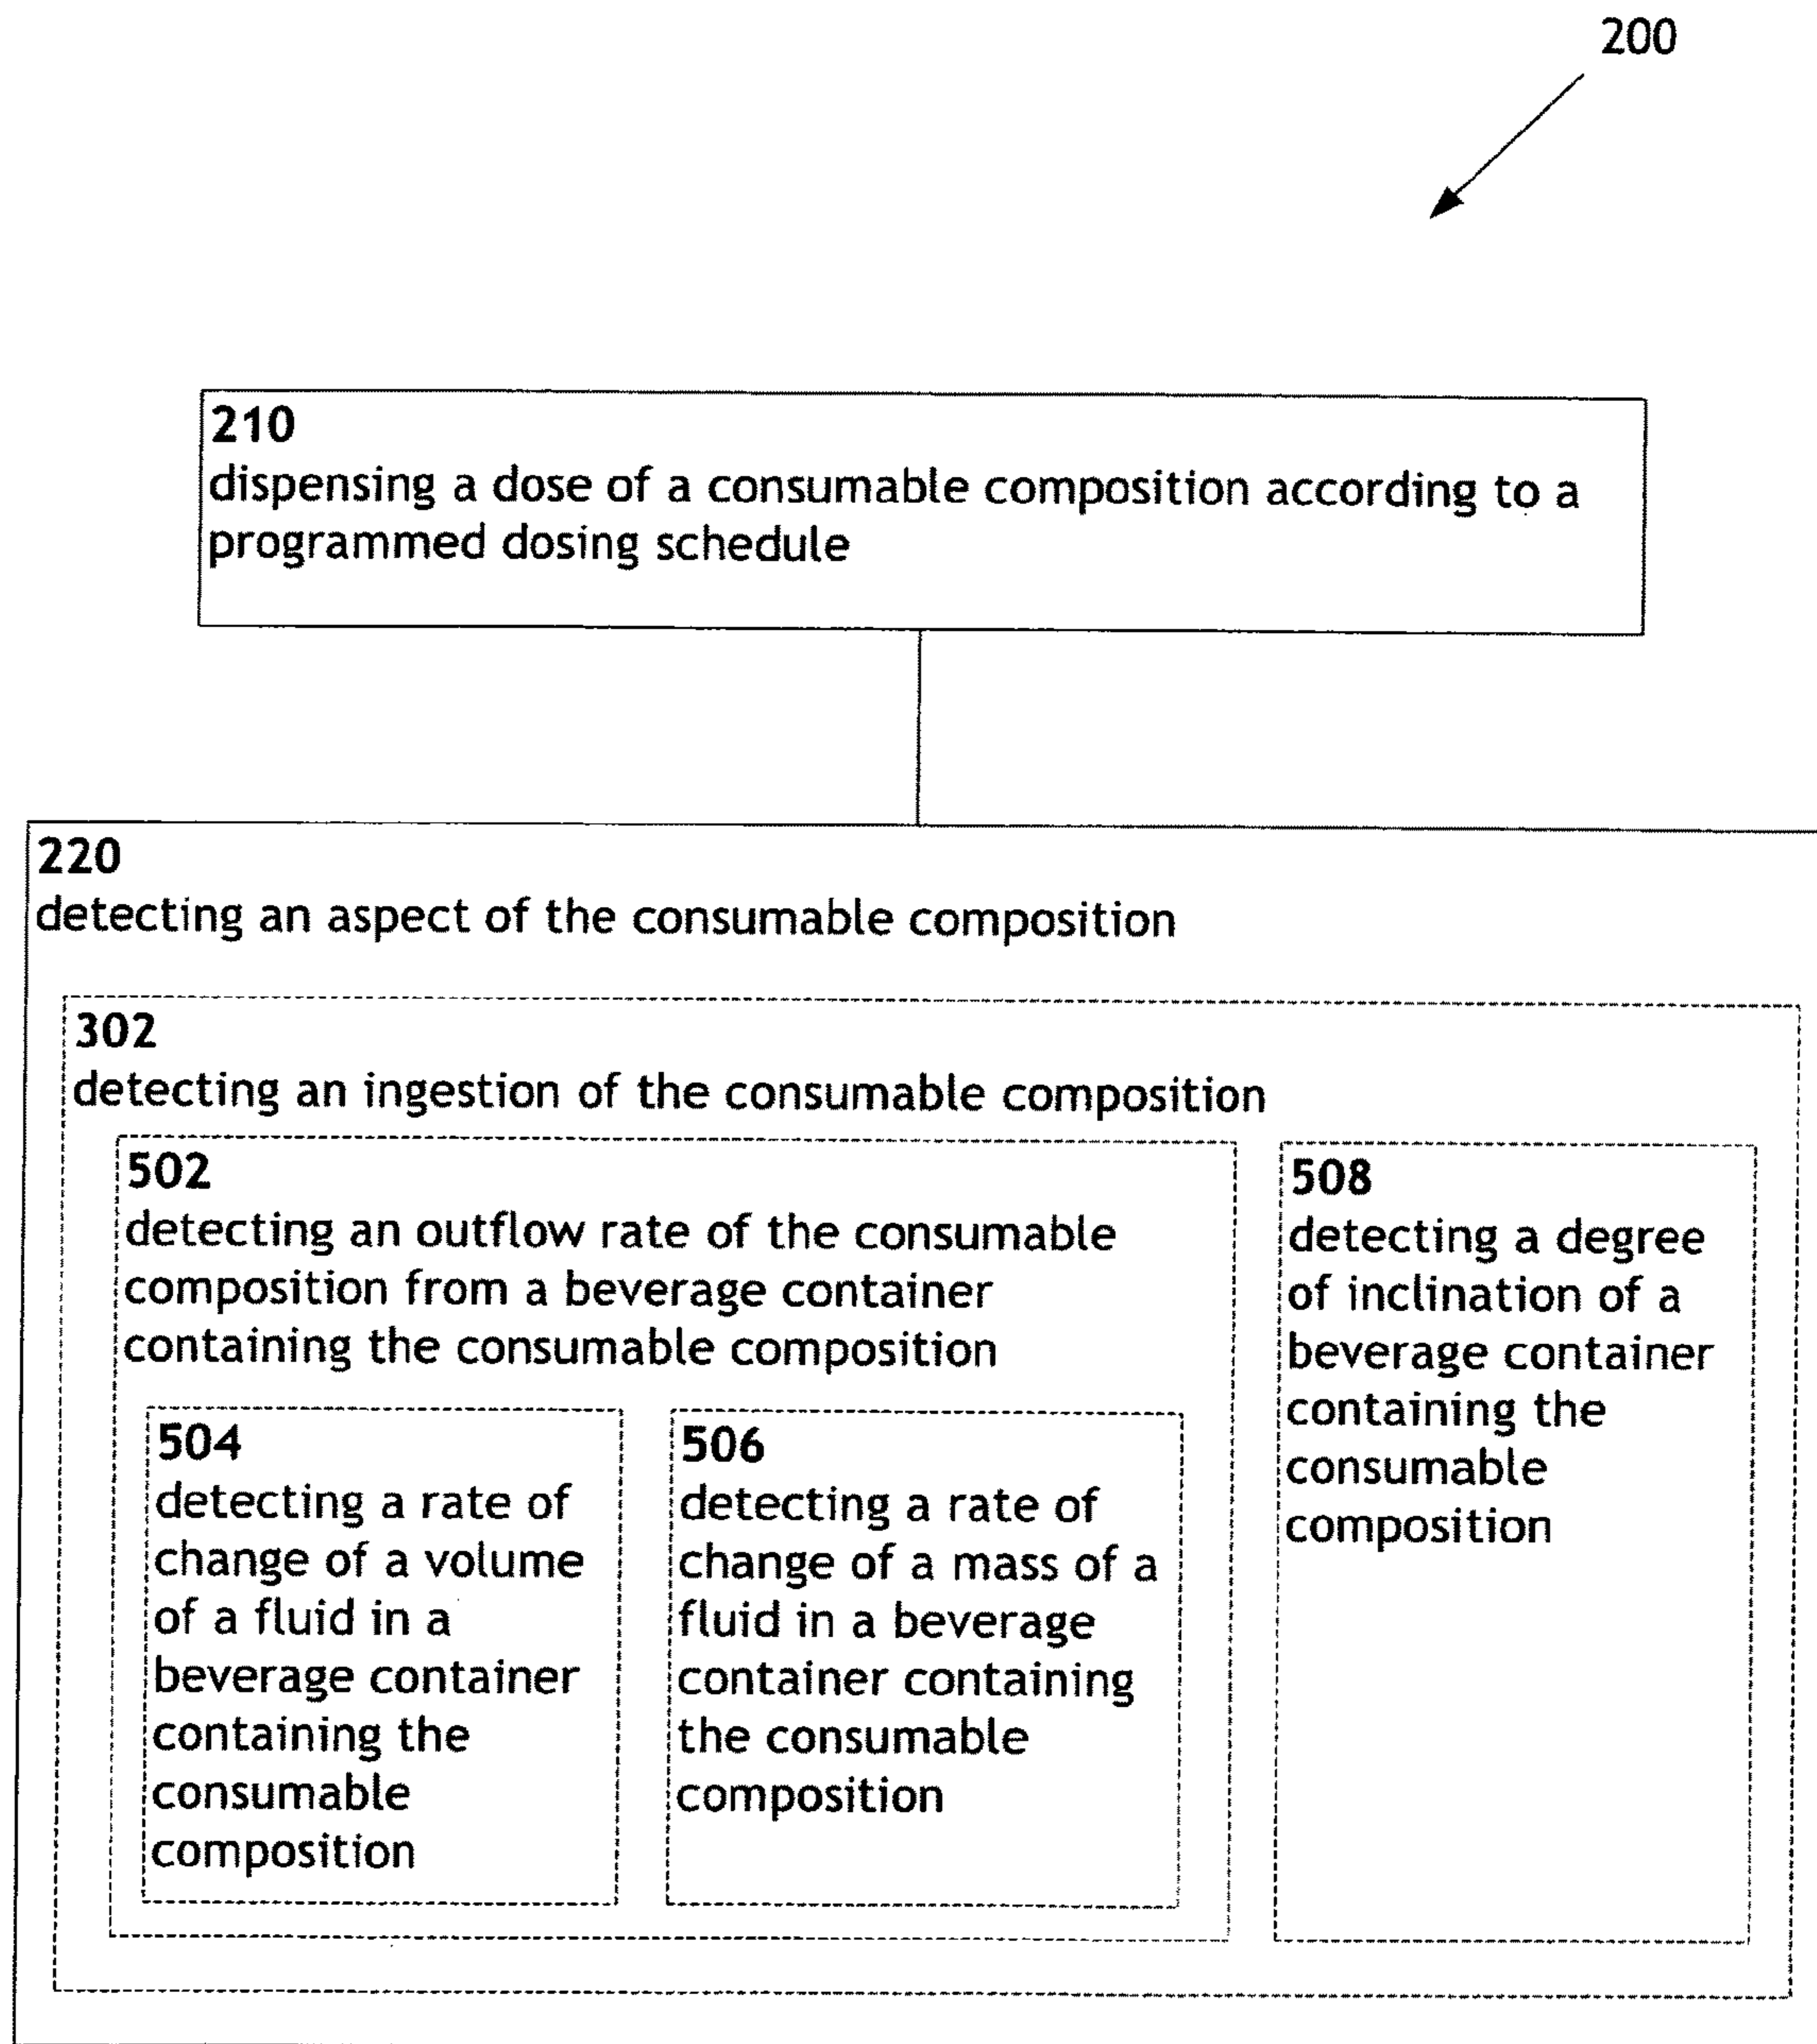 200
210
dispensing a dose of a consumable composition according to a
programmed dosing schedule
220
detecting an aspect of the consumable composition
302
detecting an ingestion of the consumable composition
502
detecting an outflow rate of the consumable
composition from a beverage container
containing the consumable composition
504
detecting a rate of
change of a volume
of a fluid in a
beverage container
containing the
consumable
composition
506
detecting a rate of
change of a mass of a
fluid in a beverage
container containing
the consumable
composition
508
detecting a degree
of inclination of a
beverage container
containing the
consumable
composition